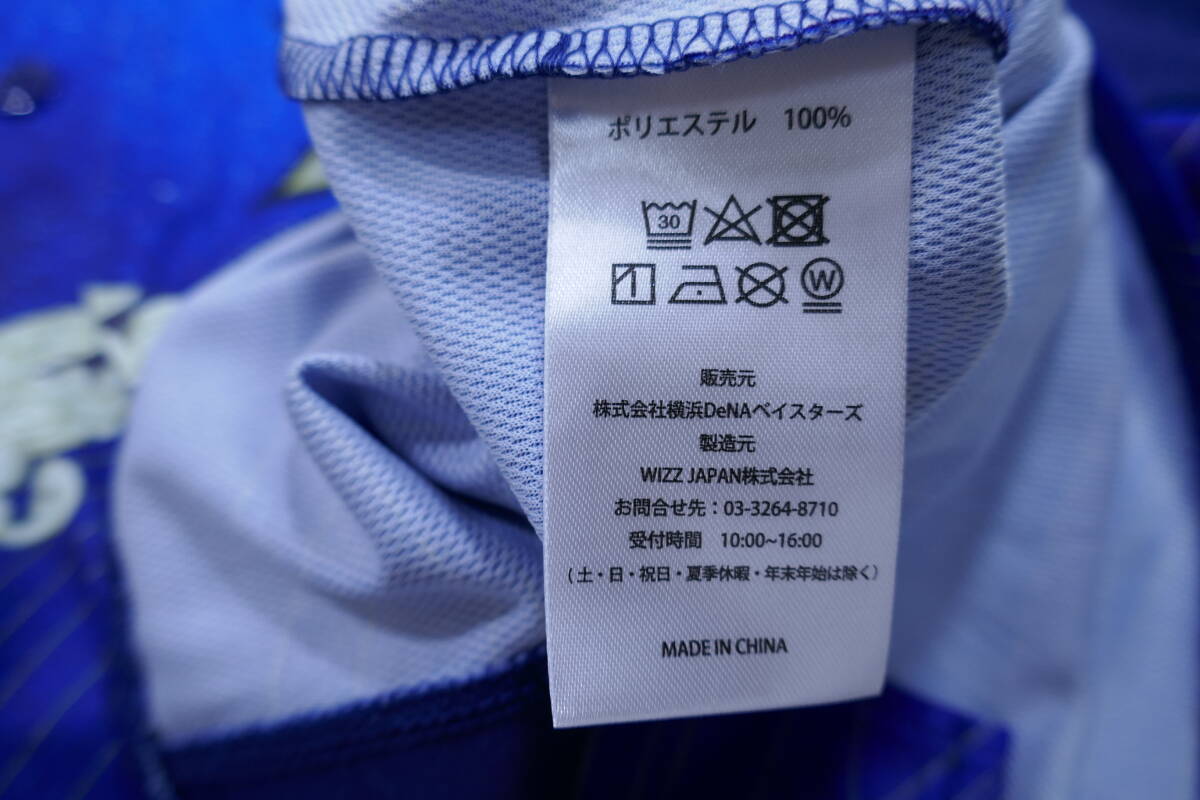 ポリエステル 100%
30
W
販売元
株式会社横浜DeNAベイスターズ
製造元
WIZZ JAPAN株式会社
お問合せ先：03-3264-8710
受付時間 10:00~16:00
（土・日・祝日・夏季休暇・年末年始は除く）
MADE IN CHINA